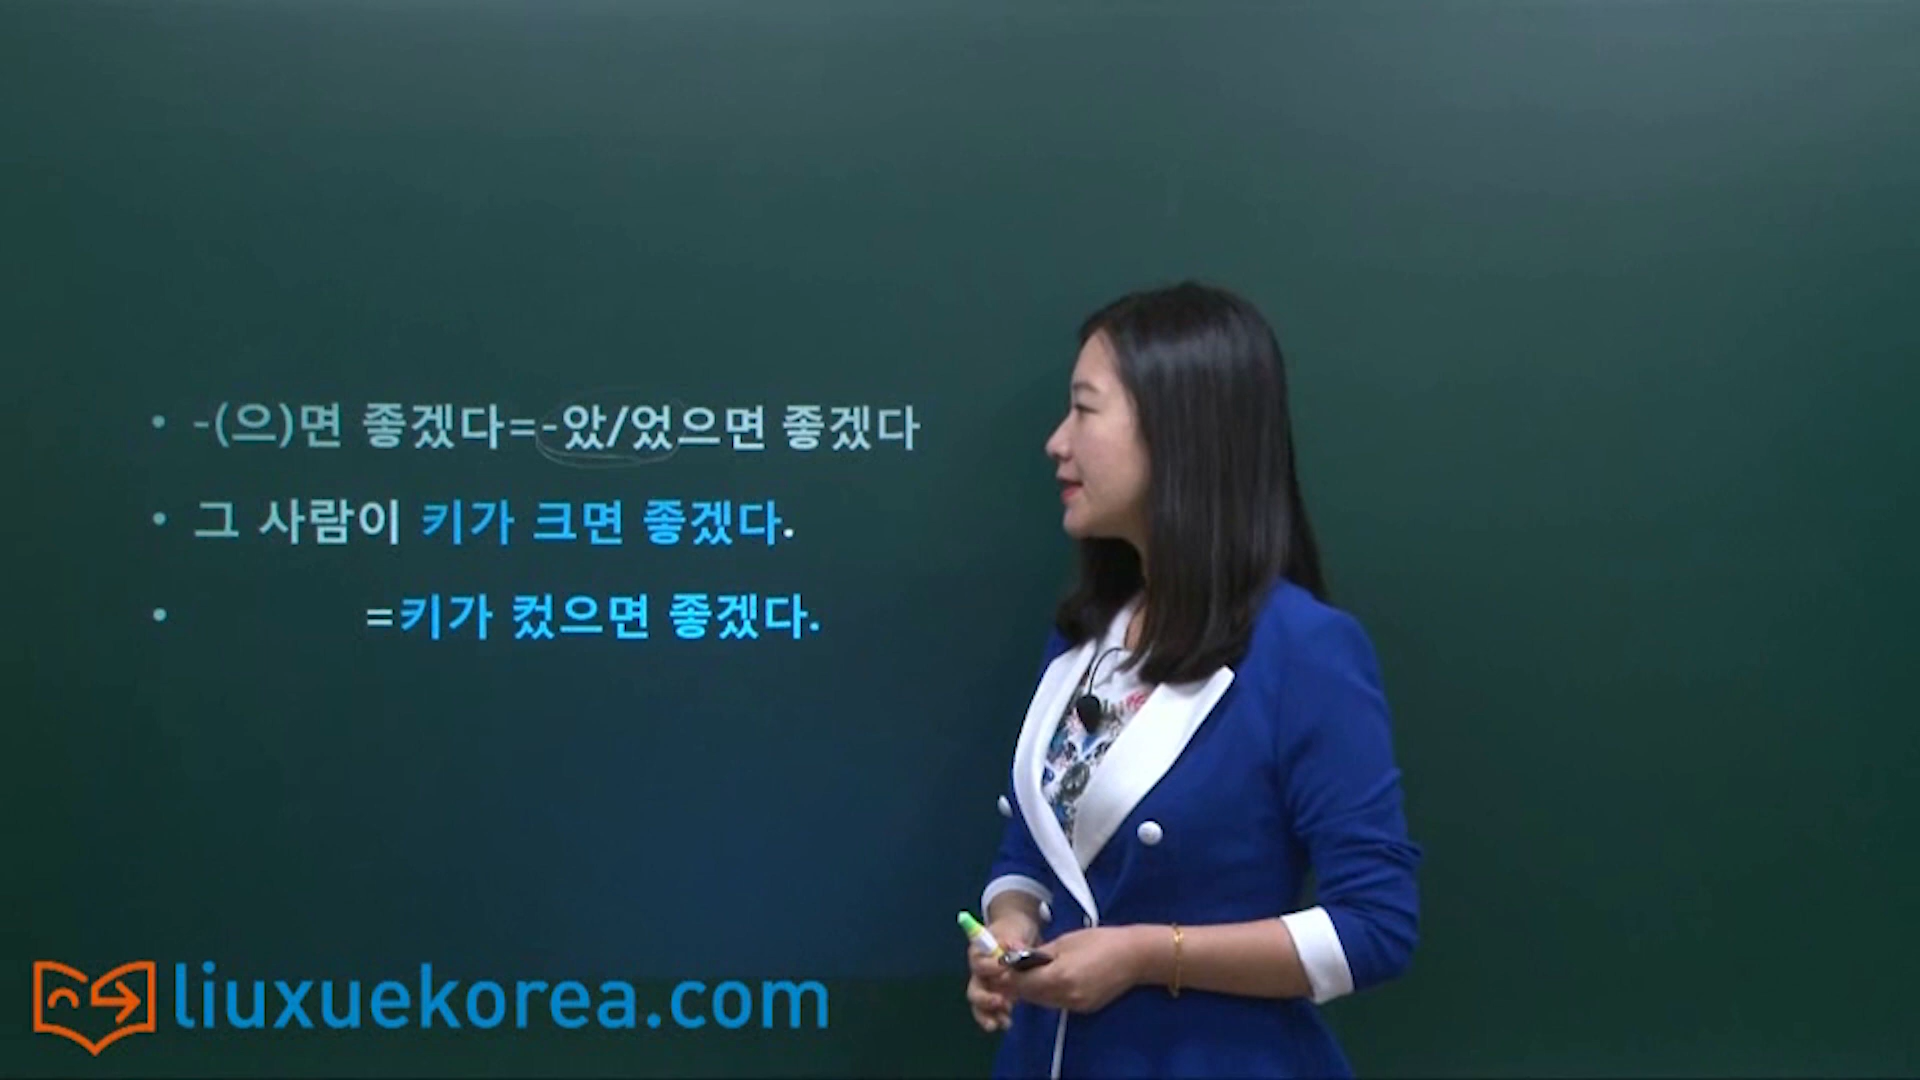 • -(으)면 좋겠다=-았/었으면 좋겠다
• 그 사람이 키가 크면 좋겠다.
• =키가 컸으면 좋겠다.
liuxuekorea.com